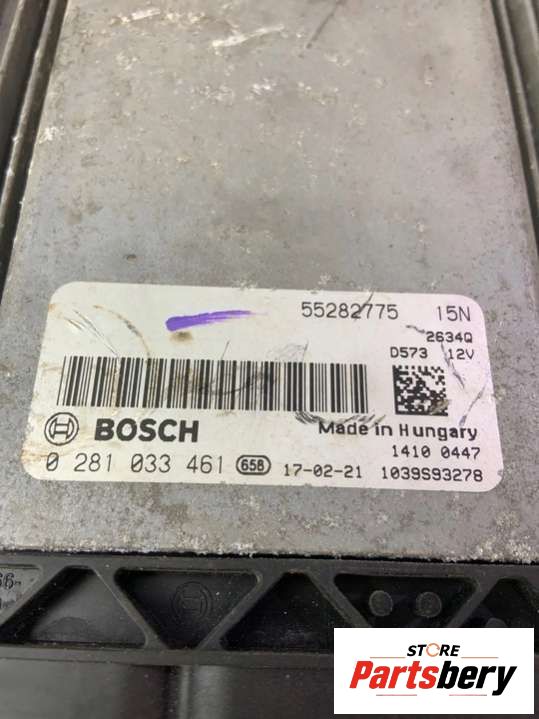 55282775 15N
2634Q
D573 12V
BOSCH
Made in Hungary
1410 0447
0 281 033 461 656 17-02-21 1039S93278
STORE
Partsbery